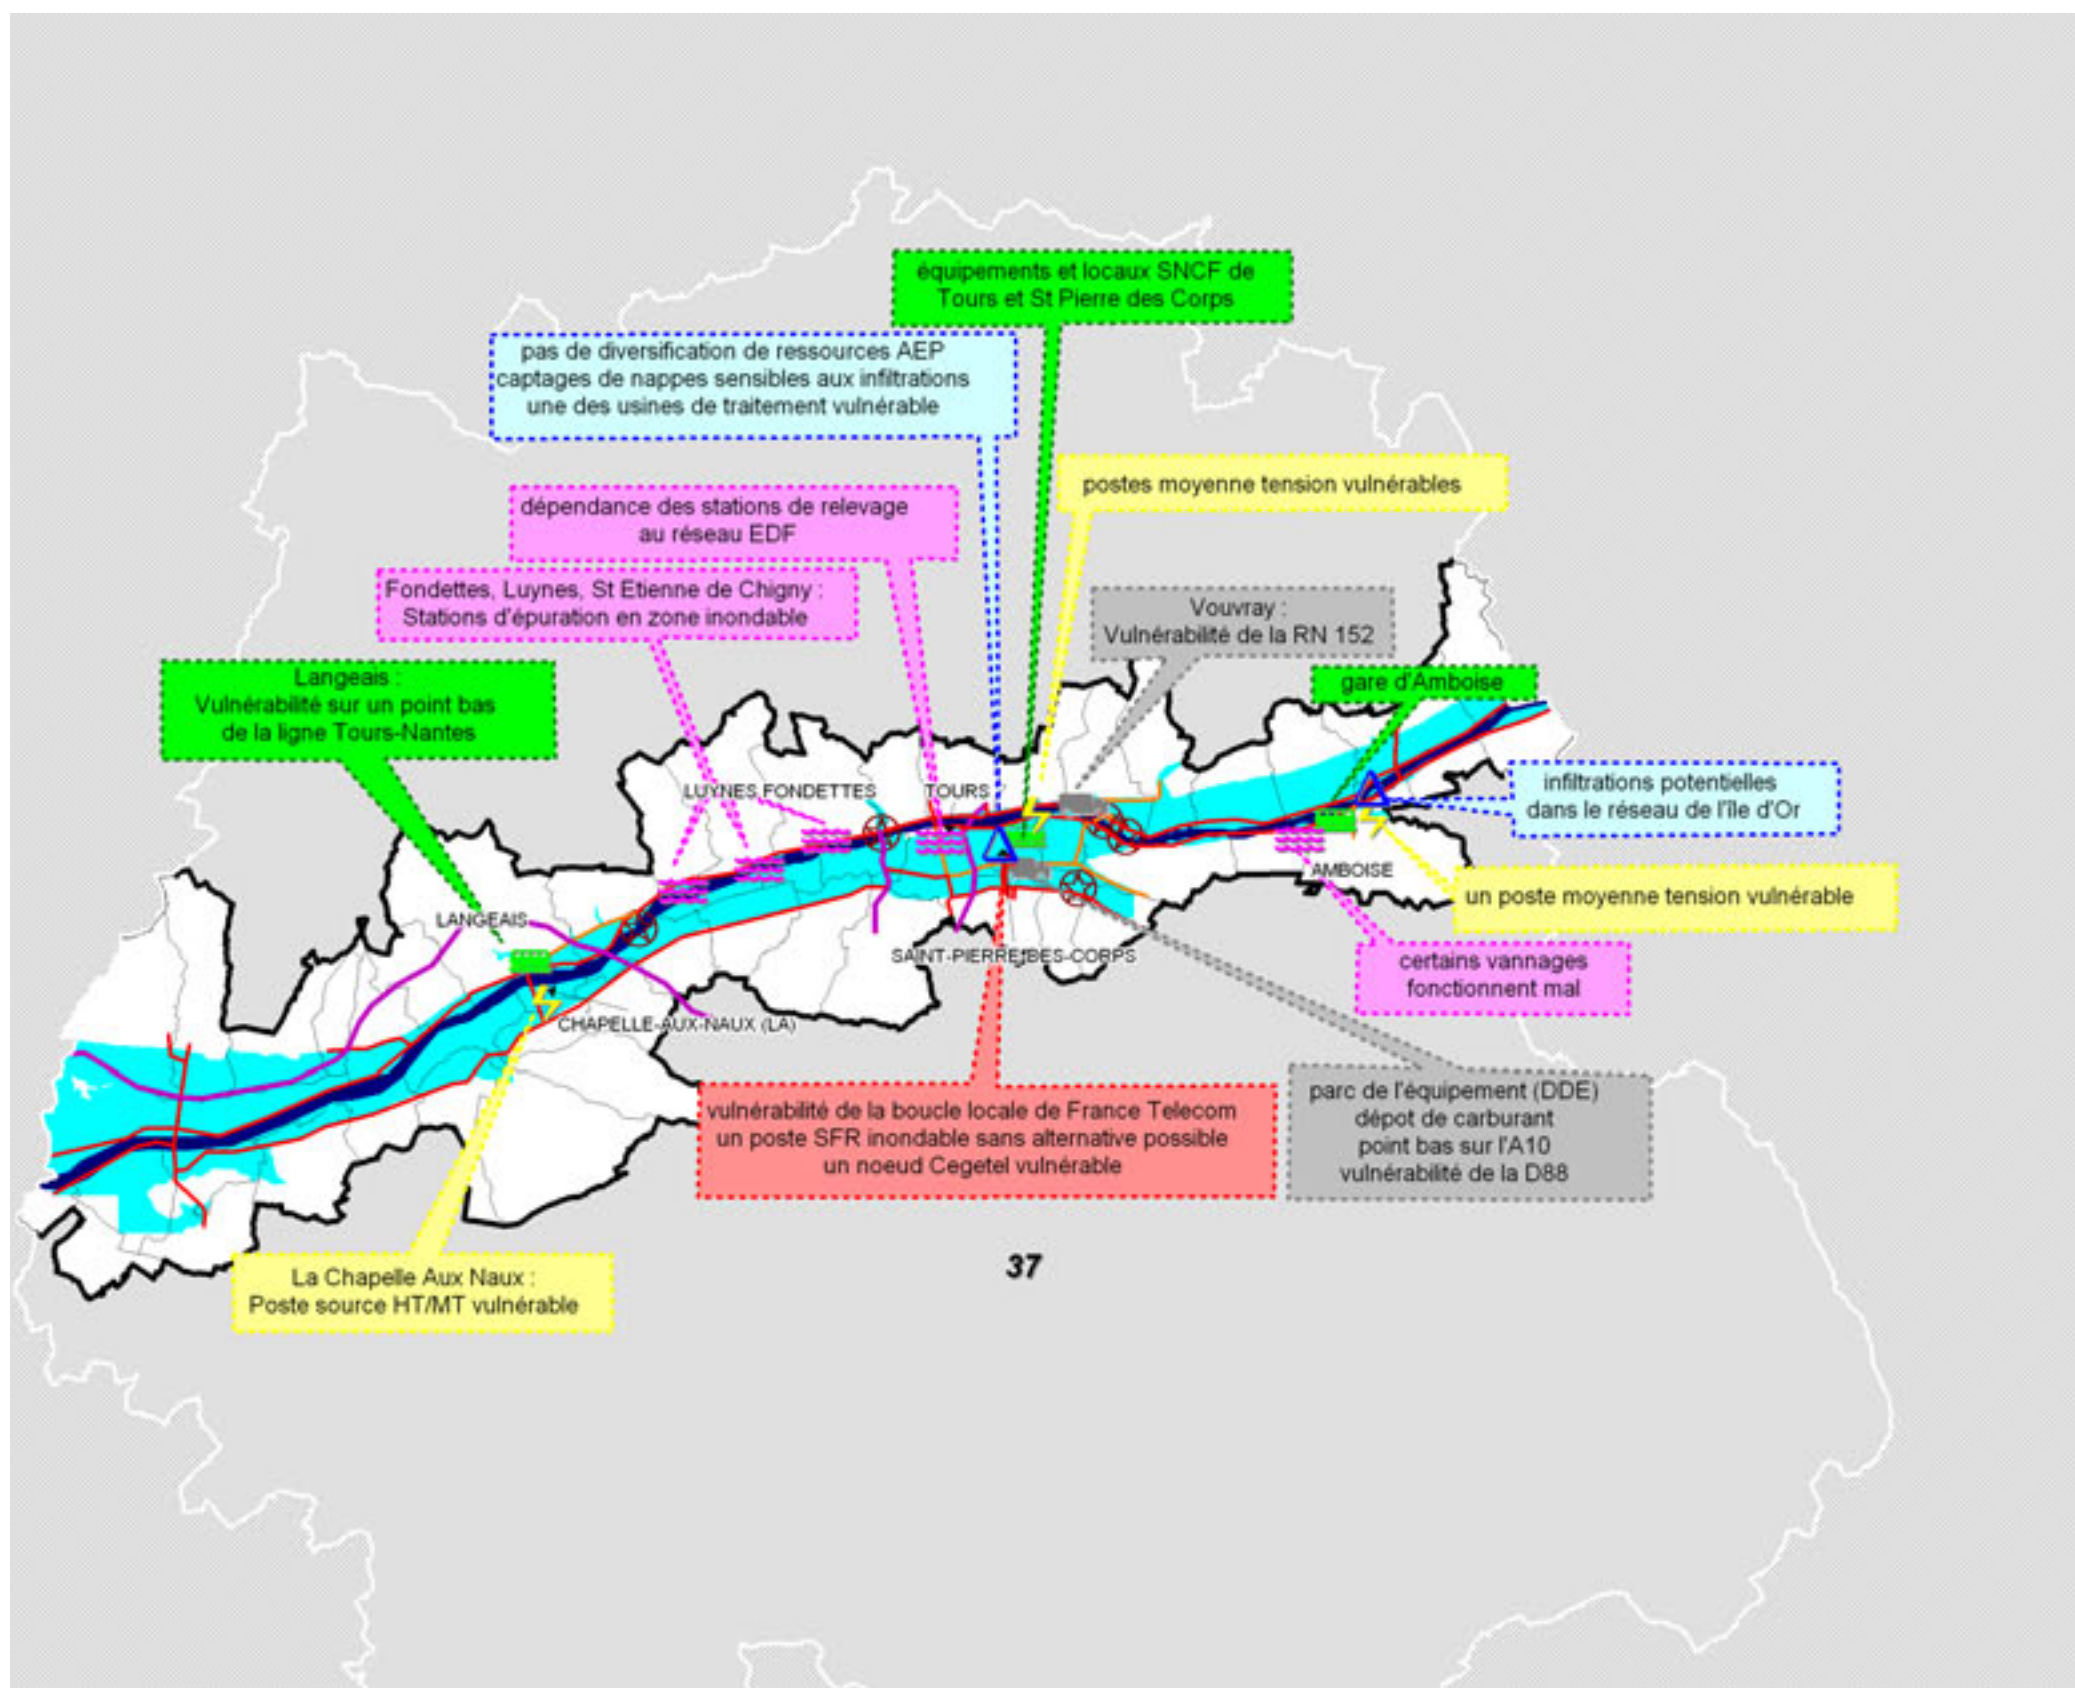 équipements et locaux SNCF de
Tours et St Pierre des Corps
pas de diversification de ressources AEP
captages de nappes sensibles aux infiltrations
une des usines de traitement vulnérable
postes moyenne tension vulnérables
dépendance des stations de relevage
au réseau EDF
Fondettes, Luynes, St Etienne de Chigny :
Stations d'épuration en zone inondable
Vouvray :
Vulnérabilité de la RN 152
Langeais :
Vulnérabilité sur un point bas
de la ligne Tours-Nantes
gare d'Amboise
infiltrations potentielles
dans le réseau de l'île d'Or
LUYNES FONDETTES
TOURS
AMBOISE
un poste moyenne tension vulnérable
LANGEAIS
SAINT-PIERRE-DES-CORPS
certains vannages
fonctionnent mal
CHAPELLE-AUX-NAUX (LA)
vulnérabilité de la boucle locale de France Telecom
un poste SFR inondable sans alternative possible
un noeud Cegetel vulnérable
parc de l'équipement (DDE)
dépot de carburant
point bas sur l'A10
vulnérabilité de la D88
La Chapelle Aux Naux :
Poste source HT/MT vulnérable
37